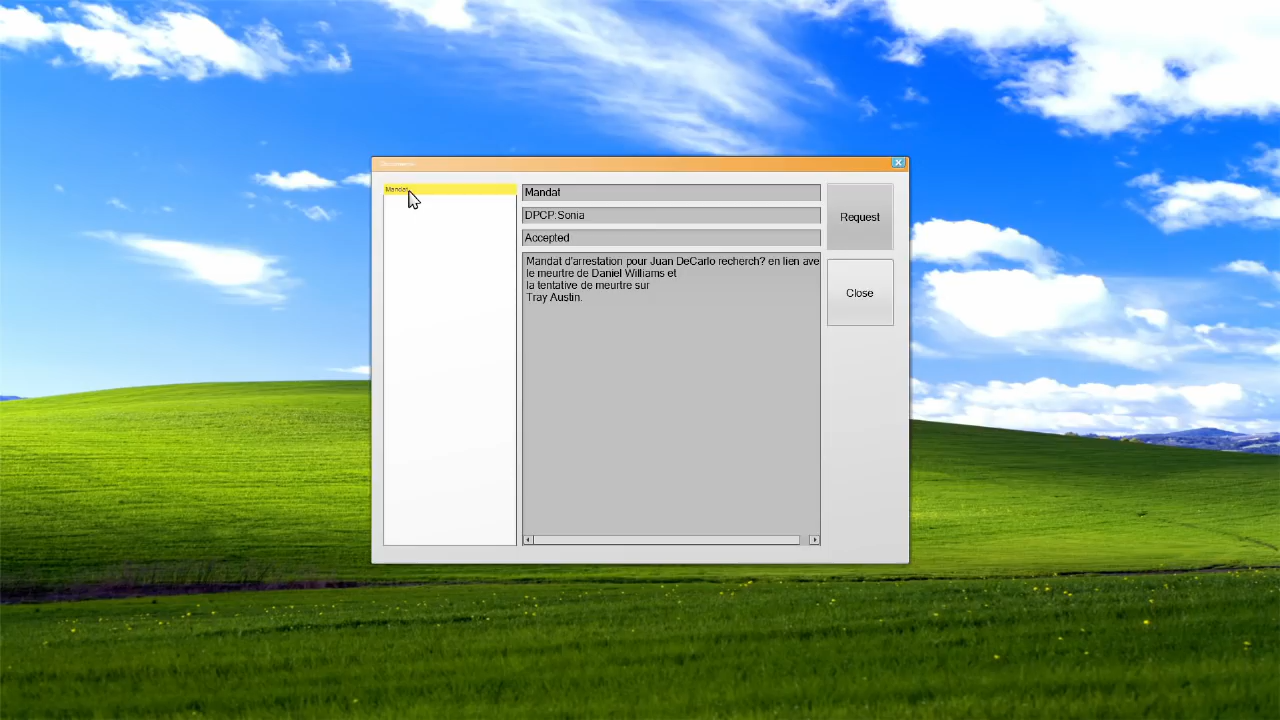 Documents
Mandat
Mandat
DPCP:Sonia
Accepted
Mandat d'arrestation pour Juan DeCarlo recherch? en lien ave
le meurtre de Daniel Williams et
la tentative de meurtre sur
Tray Austin.
Request
Close